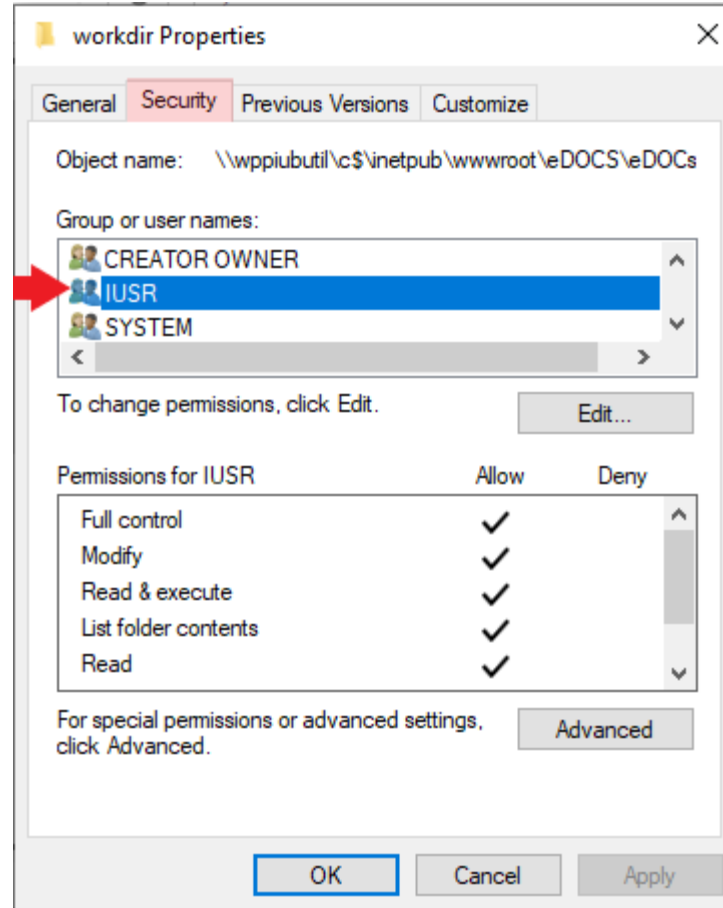 workdir Properties
General Security Previous Versions Customize
Object name: \\wppiubutil\c$\inetpub\wwwroot\eDOCS\eDOCs
Group or user names:
CREATOR OWNER
IUSR
SYSTEM
To change permissions, click Edit.
Edit...
Permissions for IUSR Allow Deny
Full control
Modify
Read & execute
List folder contents
Read
For special permissions or advanced settings,
click Advanced.
Advanced
OK Cancel Apply